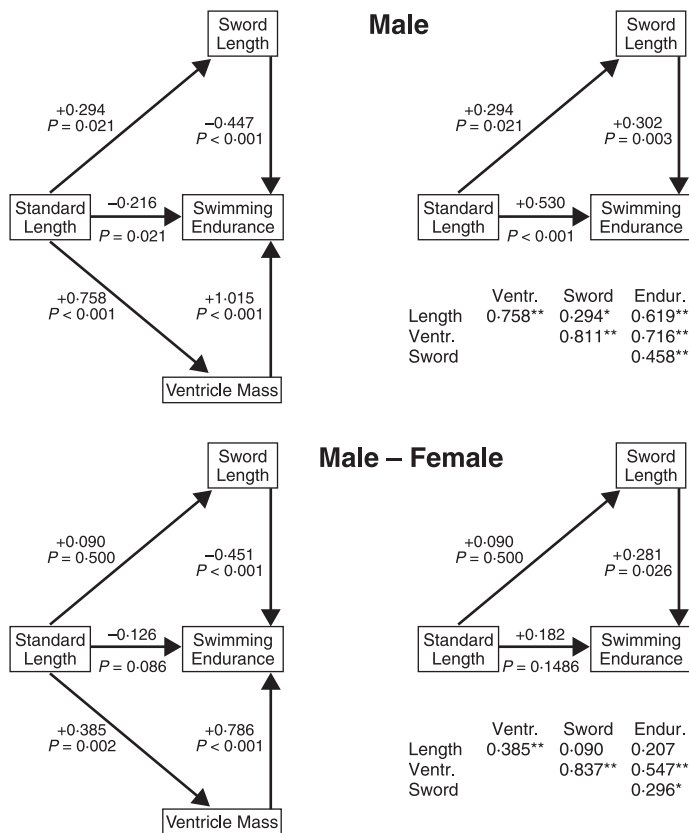 Male
Sword
Length
+0·294
P = 0·021
−0·447
P < 0·001
Standard
Length
−0·216
P = 0·021
Swimming
Endurance
+0·758
P < 0·001
+1·015
P < 0·001
Ventricle Mass
Sword
Length
+0·294
P = 0·021
+0·302
P = 0·003
Standard
Length
+0·530
P < 0·001
Swimming
Endurance
Ventr. Sword Endur.
Length 0·758** 0·294* 0·619**
Ventr. 0·811** 0·716**
Sword 0·458**
Male – Female
Sword
Length
+0·090
P = 0·500
−0·451
P < 0·001
Standard
Length
−0·126
P = 0·086
Swimming
Endurance
+0·385
P = 0·002
+0·786
P < 0·001
Ventricle Mass
Sword
Length
+0·090
P = 0·500
+0·281
P = 0·026
Standard
Length
+0·182
P = 0·1486
Swimming
Endurance
Ventr. Sword Endur.
Length 0·385** 0·090 0·207
Ventr. 0·837** 0·547**
Sword 0·296*